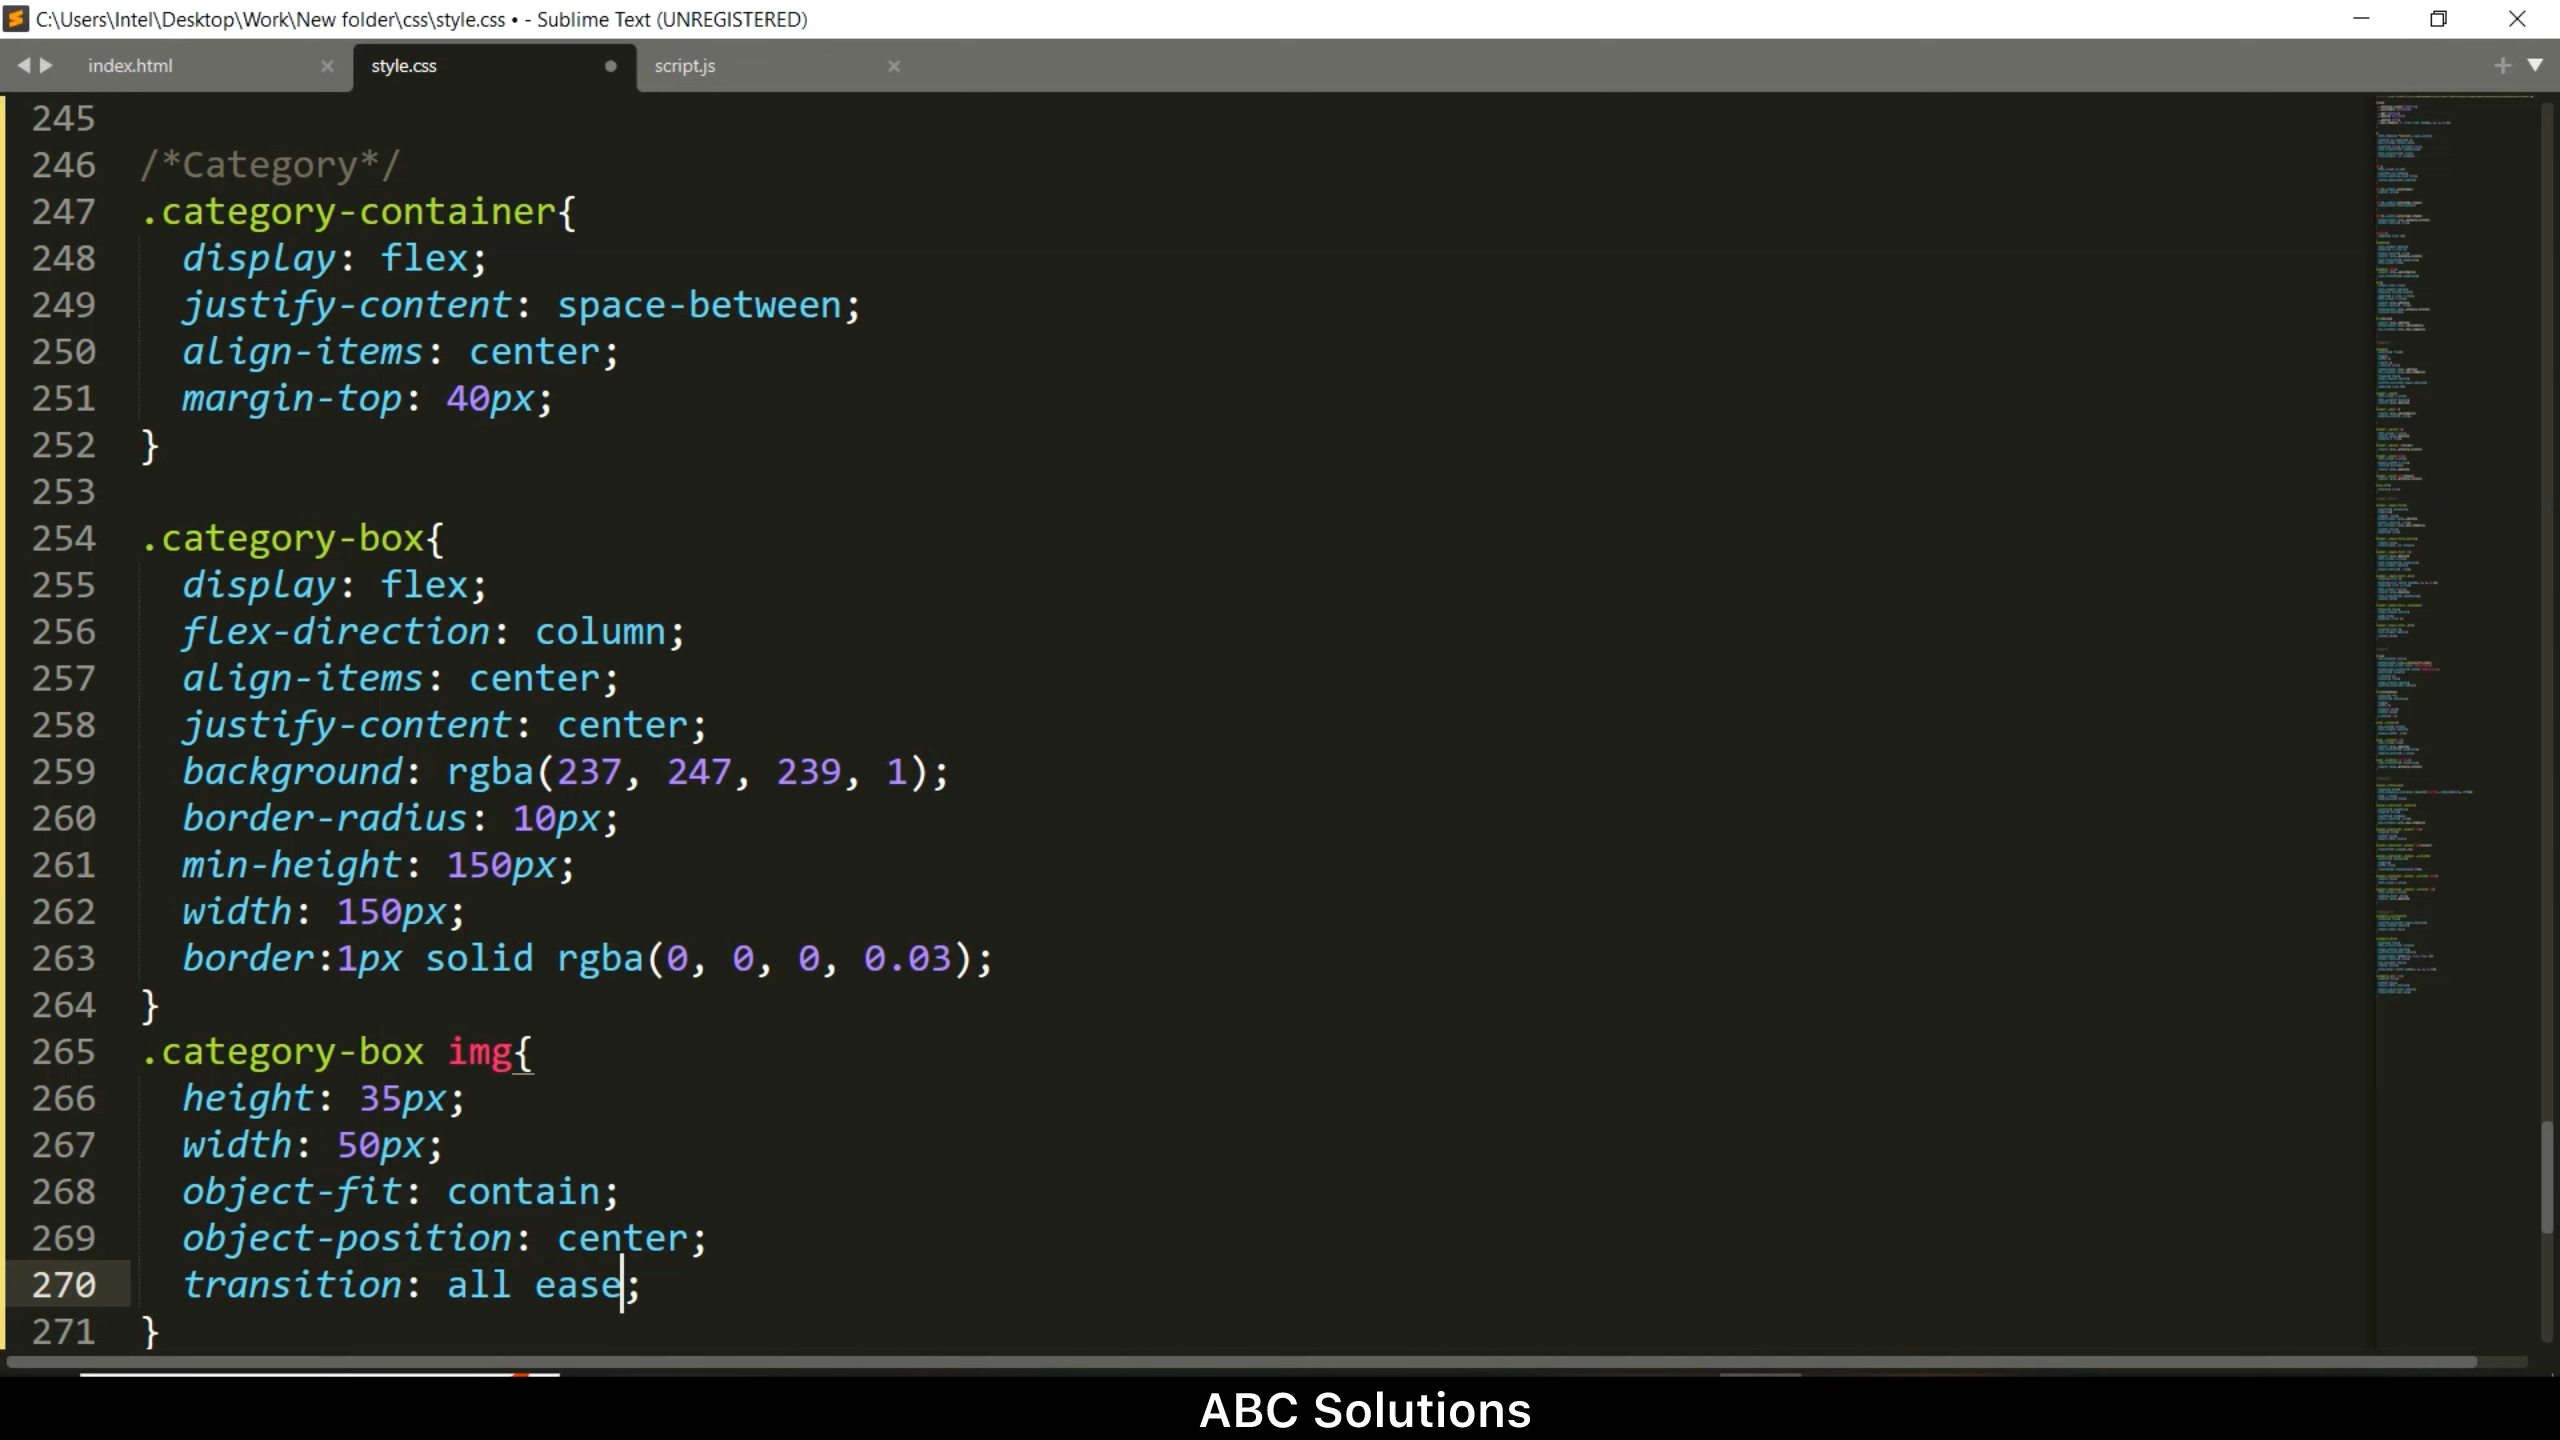 C:\Users\Intel\Desktop\Work\New folder\css\style.css • - Sublime Text (UNREGISTERED)
index.html
style.css
script.js
245
246 /*Category*/
247 .category-container{
248 display: flex;
249 justify-content: space-between;
250 align-items: center;
251 margin-top: 40px;
252 }
253
254 .category-box{
255 display: flex;
256 flex-direction: column;
257 align-items: center;
258 justify-content: center;
259 background: rgba(237, 247, 239, 1);
260 border-radius: 10px;
261 min-height: 150px;
262 width: 150px;
263 border:1px solid rgba(0, 0, 0, 0.03);
264 }
265 .category-box img{
266 height: 35px;
267 width: 50px;
268 object-fit: contain;
269 object-position: center;
270 transition: all ease;
271 }
ABC Solutions